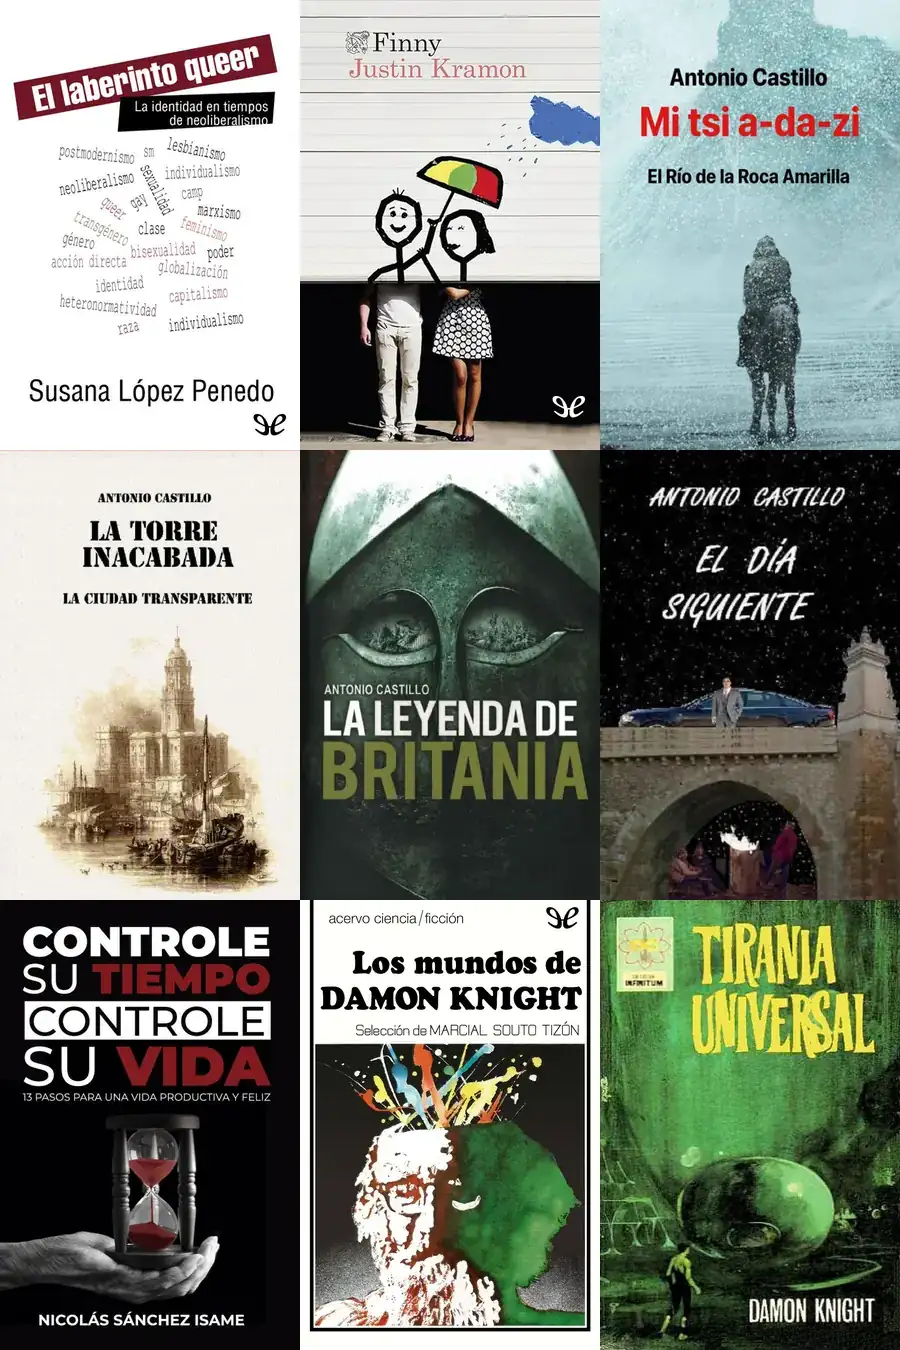 El laberinto queer
La identidad en tiempos
de neoliberalismo
postmodernismo
sm
lesbianismo
neoliberalismo
sexualidad
individualismo
queer
gay
camp
marxismo
transgénero
clase
feminismo
género
bisexualidad
poder
acción directa
globalización
identidad
heteronormatividad
capitalismo
raza
individualismo
Susana López Penedo
Finny
Justin Kramon
Antonio Castillo
Mi tsi a-da-zi
El Río de la Roca Amarilla
ANTONIO CASTILLO
LA TORRE
INACABADA
LA CIUDAD TRANSPARENTE
ANTONIO CASTILLO
LA LEYENDA DE
BRITANIA
ANTONIO CASTILLO
EL DÍA
SIGUIENTE
CONTROLE
SU TIEMPO
CONTROLE
SU VIDA
13 PASOS PARA UNA VIDA PRODUCTIVA Y FELIZ
NICOLÁS SÁNCHEZ ISAME
acervo ciencia/ficción
Los mundos de
DAMON KNIGHT
Selección de MARCIAL SOUTO TIZÓN
INFINITUM
TIRANIA
UNIVERSAL
DAMON KNIGHT